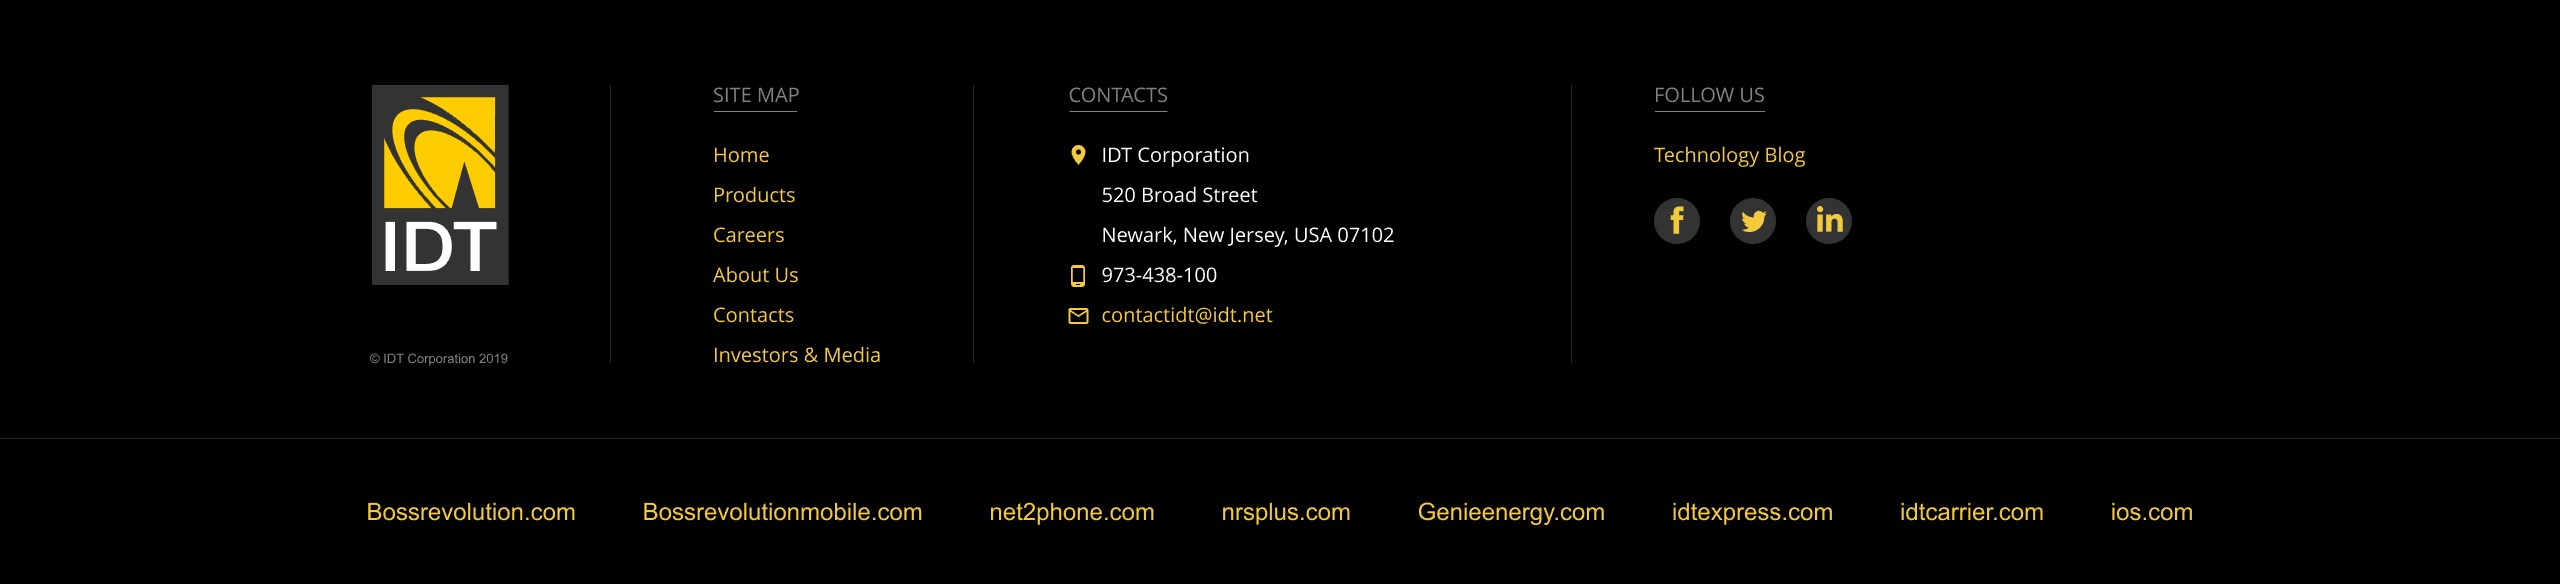 IDT
© IDT Corporation 2019
SITE MAP
Home
Products
Careers
About Us
Contacts
Investors & Media
CONTACTS
IDT Corporation
520 Broad Street
Newark, New Jersey, USA 07102
973-438-100
contactidt@idt.net
FOLLOW US
Technology Blog
Bossrevolution.com
Bossrevolutionmobile.com
net2phone.com
nrsplus.com
Genieenergy.com
idtexpress.com
idtcarrier.com
ios.com